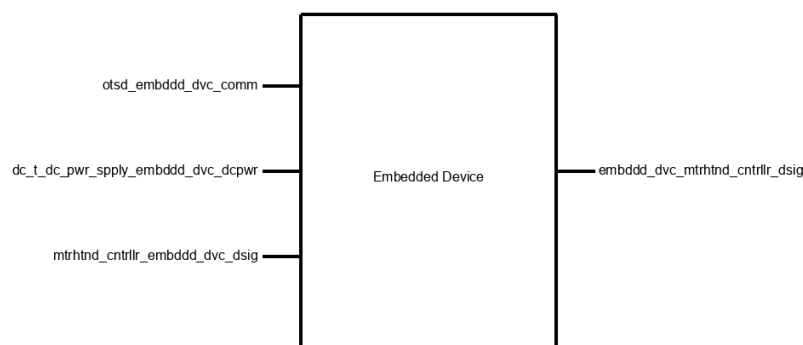 otsd_embddd_dvc_comm
dc_t_dc_pwr_spply_embddd_dvc_dcpwr
Embedded Device
embddd_dvc_mtrhtnd_cntrllr_dsig
mtrhtnd_cntrllr_embddd_dvc_dsig